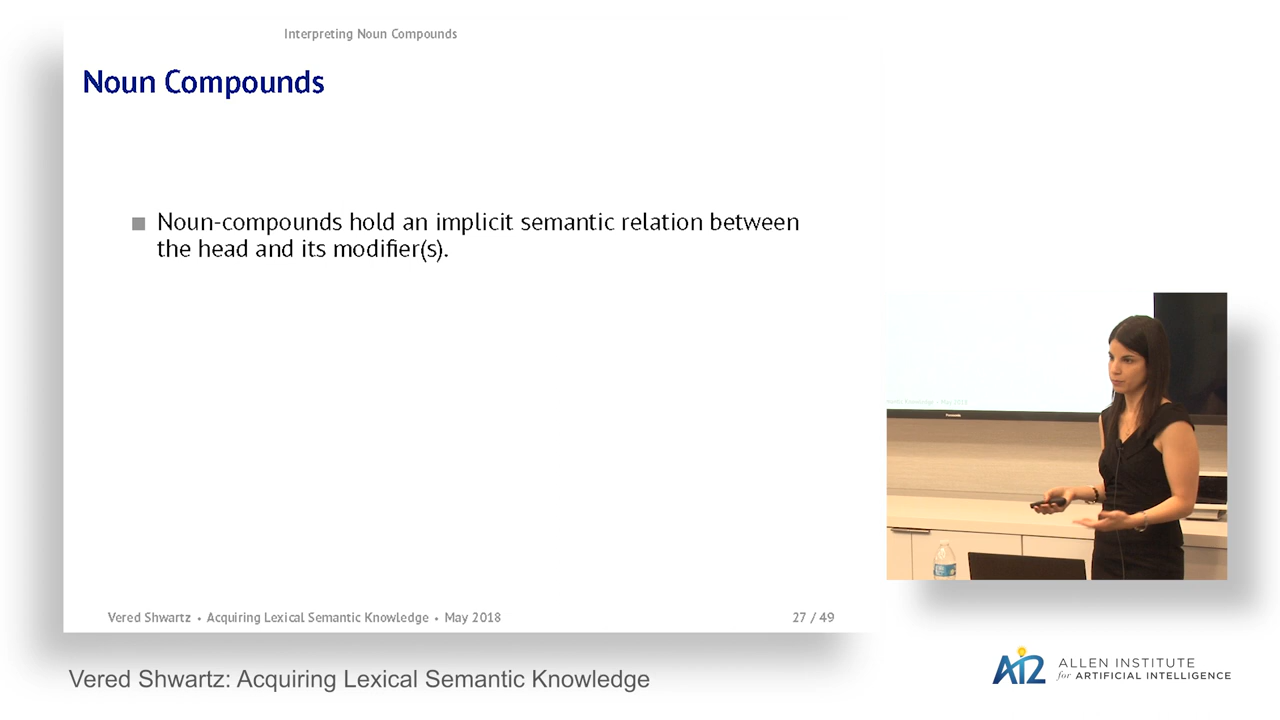 Interpreting Noun Compounds
Noun Compounds
Noun-compounds hold an implicit semantic relation between
the head and its modifier(s).
Vered Shwartz • Acquiring Lexical Semantic Knowledge • May 2018
27 / 49
Vered Shwartz: Acquiring Lexical Semantic Knowledge
AI2
ALLEN INSTITUTE
for ARTIFICIAL INTELLIGENCE